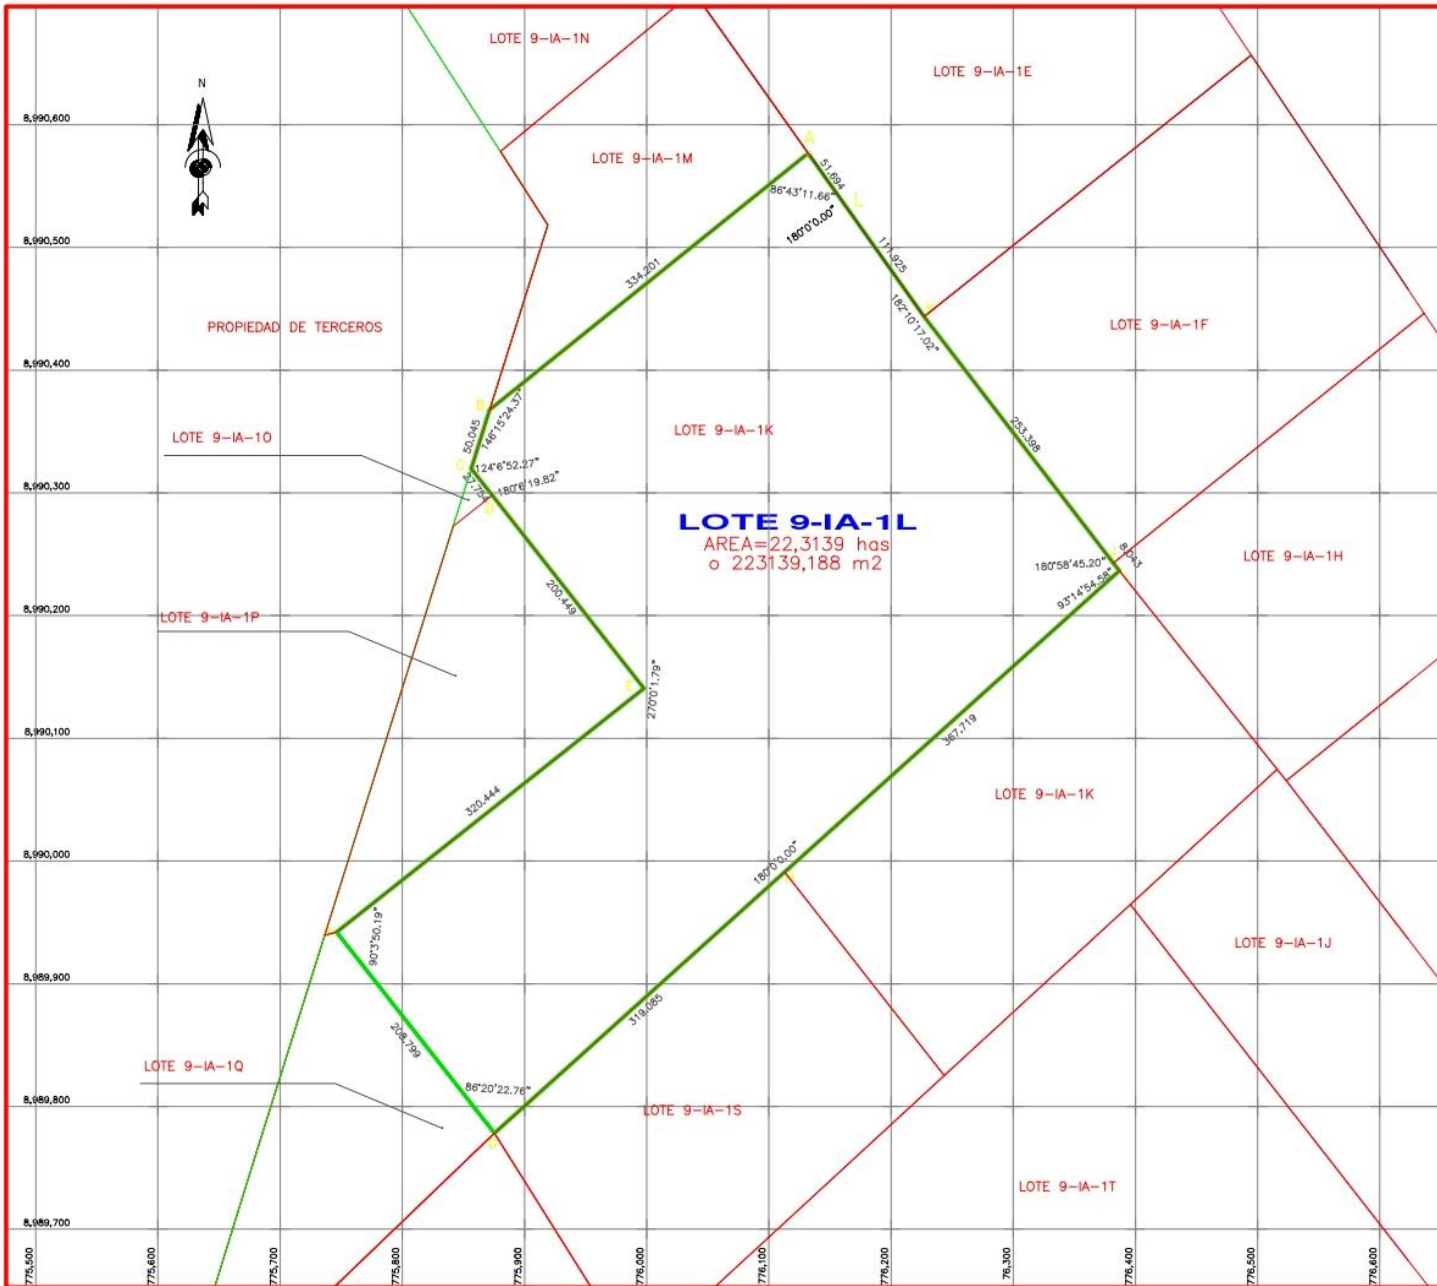 LOTE 9-IA-1N
LOTE 9-IA-1E
N
8,990,600
A
LOTE 9-IA-1M
51.694
86°43'11.66"
L
180°0'0.00"
8,990,500
111.925
334.201
182°10'17.02"
PROPIEDAD DE TERCEROS
LOTE 9-IA-1F
8,990,400
B
146°15'24.37"
50.045
LOTE 9-IA-1O
LOTE 9-IA-1K
253.398
C
124°6'52.27"
27.754
180°6'19.82"
8,990,300
D
LOTE 9-IA-1L
AREA=22,3139 has
o 223139,188 m2
8.043
180°58'45.20"
93°14'54.58"
LOTE 9-IA-1H
200.449
8,990,200
LOTE 9-IA-1P
E
270°0'1.79"
8,990,100
367.719
320.444
LOTE 9-IA-1K
8,990,000
180°0'0.00"
90°3'50.19"
LOTE 9-IA-1J
8,989,900
319.085
208.799
LOTE 9-IA-1Q
86°20'22.76"
8,989,800
LOTE 9-IA-1S
G
LOTE 9-IA-1T
8,989,700
775,500
775,600
775,700
775,800
775,900
776,000
776,100
776,200
776,300
776,400
776,500
776,600